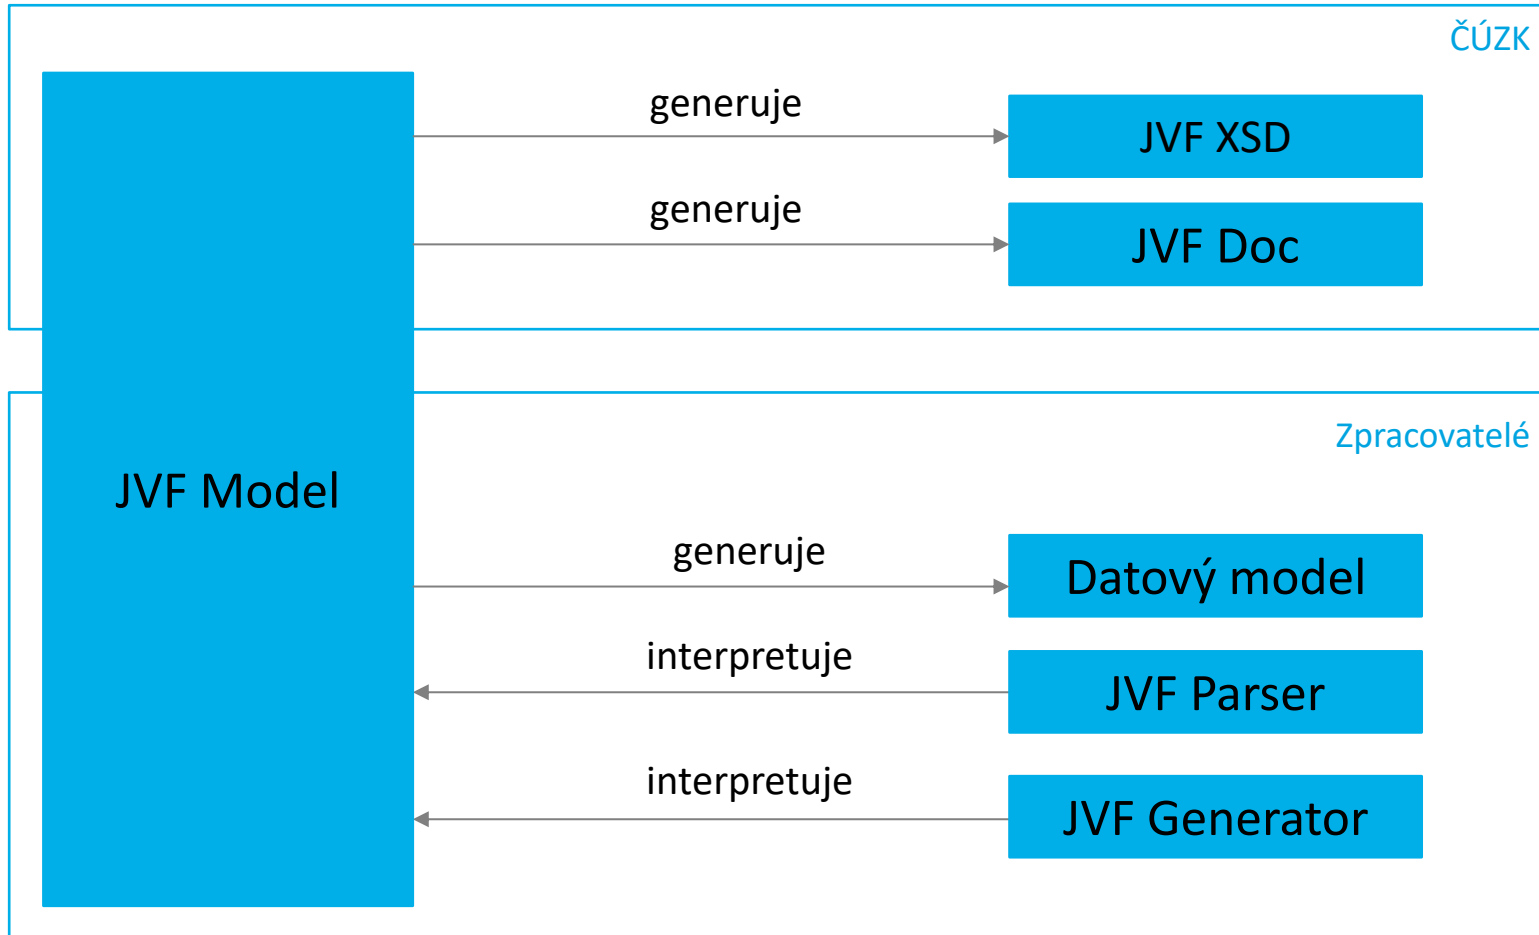 ČÚZK
generuje
JVF XSD
generuje
JVF Doc
Zpracovatelé
JVF Model
generuje
Datový model
interpretuje
JVF Parser
interpretuje
JVF Generator